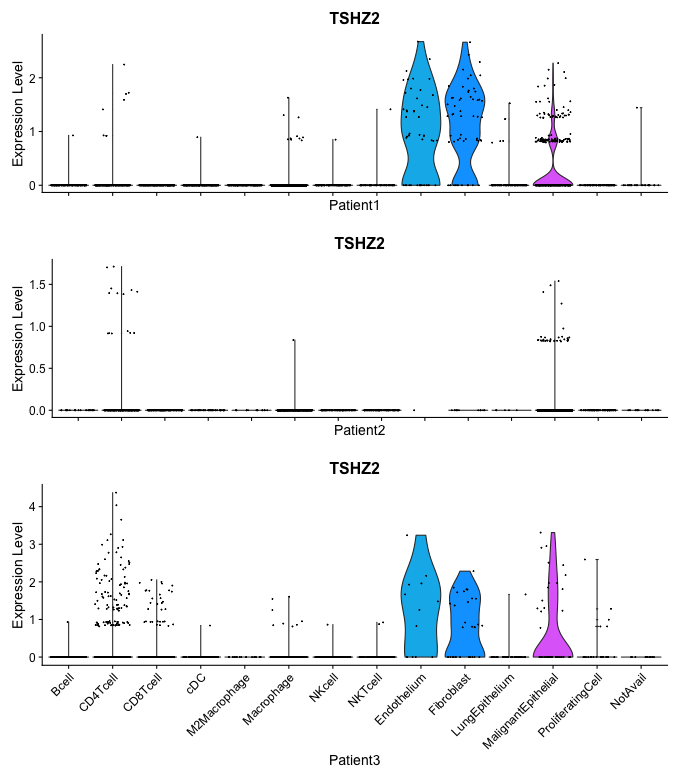 TSHZ2
Expression Level
2
1
0
Patient1
TSHZ2
Expression Level
1.5
1.0
0.5
0.0
Patient2
TSHZ2
Expression Level
4
3
2
1
0
Bcell
CD4Tcell
CD8Tcell
cDC
M2Macrophage
Macrophage
NKcell
NKTcell
Endothelium
Fibroblast
LungEpithelium
MalignantEpithelial
ProliferatingCell
NotAvail
Patient3